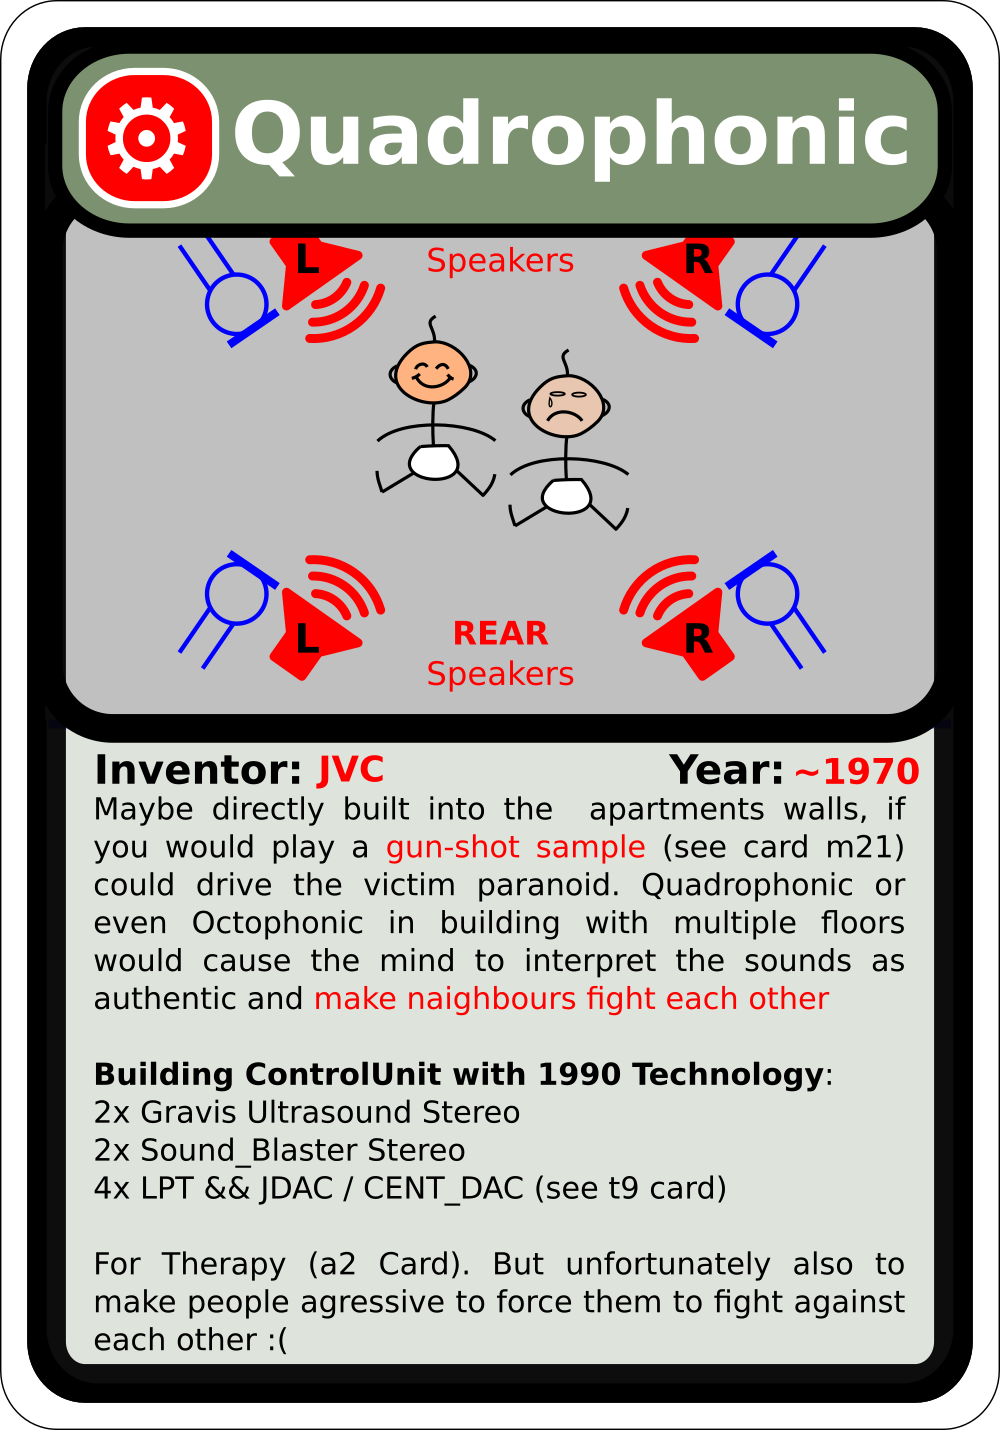 Quadrophonic
L Speakers R
L REAR R
Speakers
Inventor: JVC Year: ~1970
Maybe directly built into the apartments walls, if
you would play a gun-shot sample (see card m21)
could drive the victim paranoid. Quadrophonic or
even Octophonic in building with multiple floors
would cause the mind to interpret the sounds as
authentic and make naighbours fight each other
Building ControlUnit with 1990 Technology:
2x Gravis Ultrasound Stereo
2x Sound_Blaster Stereo
4x LPT && JDAC / CENT_DAC (see t9 card)
For Therapy (a2 Card). But unfortunately also to
make people agressive to force them to fight against
each other :(